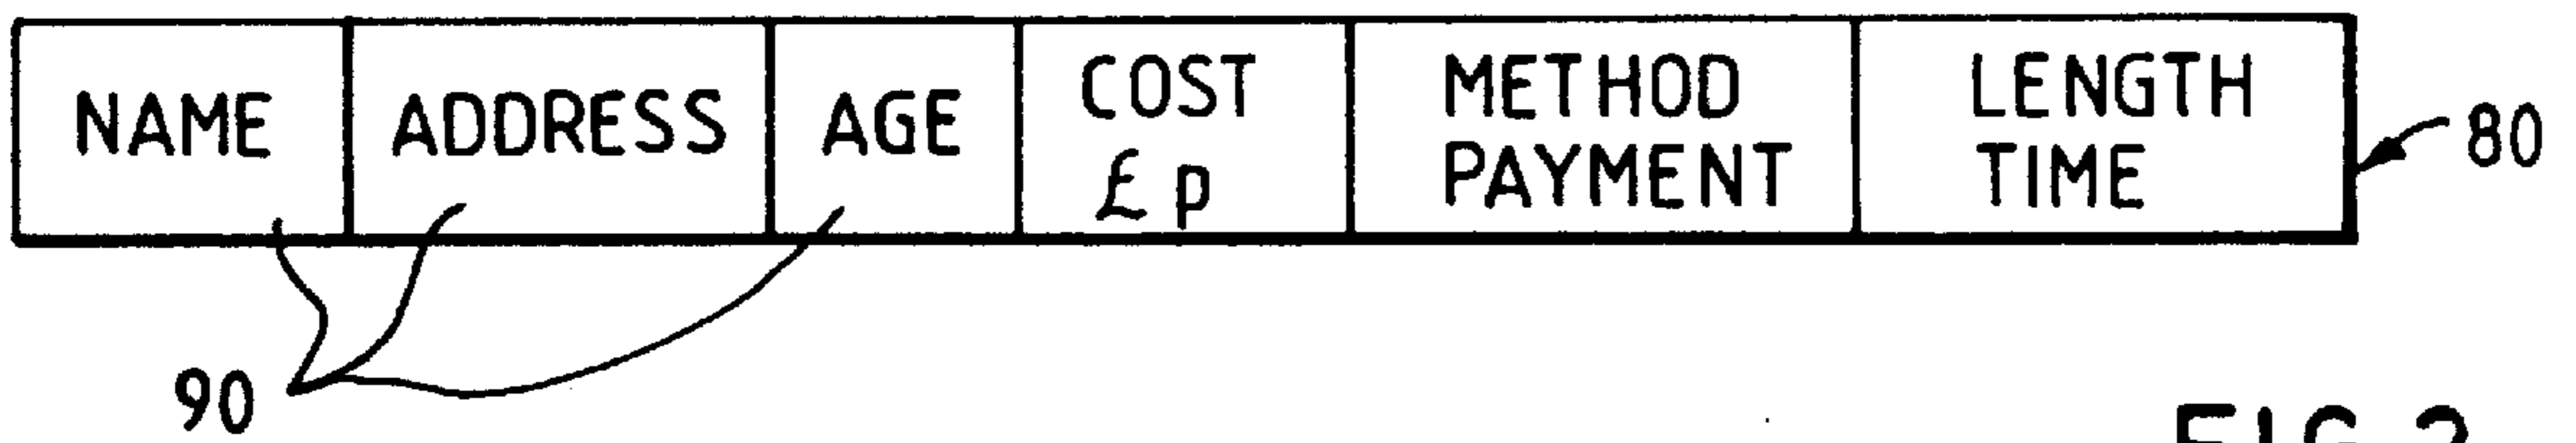 NAME
ADDRESS
AGE
COST
£ p
METHOD
PAYMENT
LENGTH
TIME
80
90